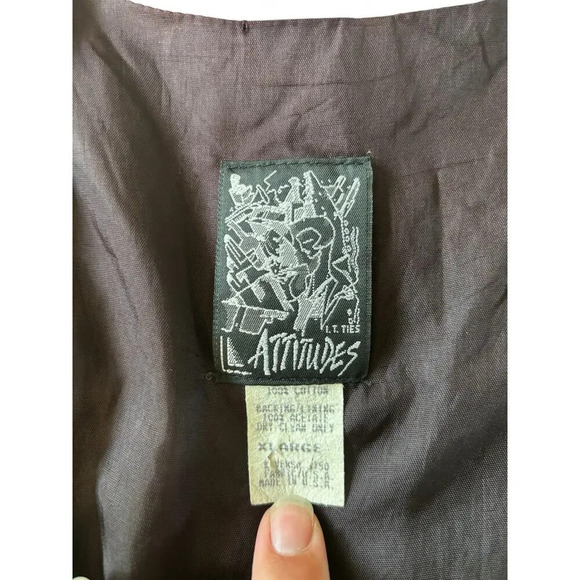 I.T. TIES
ATTITUDES
100% COTTON
BACKING/LINING
100% ACETATE
DRY CLEAN ONLY
XLARGE
MADE IN U.S.A.